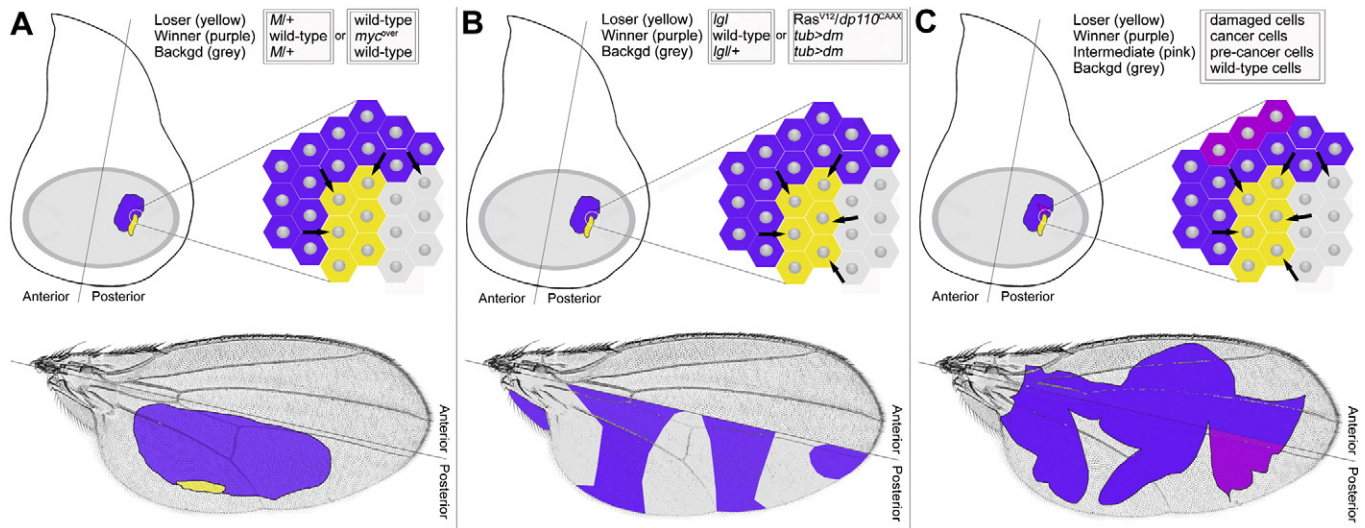 A
Loser (yellow) M/+ wild-type
Winner (purple) wild-type or myc^over
Backgd (grey) M/+ wild-type
Anterior Posterior
Anterior
Posterior
B
Loser (yellow) lgl Ras^V12/dp110^CAAX
Winner (purple) wild-type or tub>dm
Backgd (grey) lgl/+ tub>dm
Anterior Posterior
Anterior
Posterior
C
Loser (yellow) damaged cells
Winner (purple) cancer cells
Intermediate (pink) pre-cancer cells
Backgd (grey) wild-type cells
Anterior Posterior
Anterior
Posterior